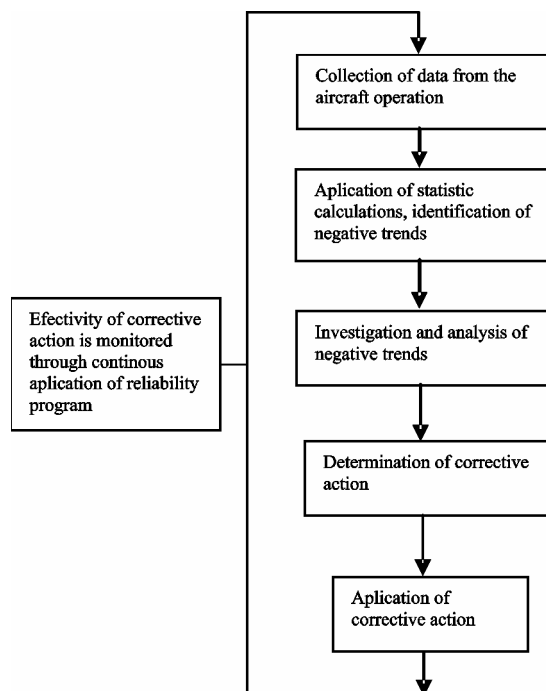 Collection of data from the
aircraft operation
Aplication of statistic
calculations, identification of
negative trends
Efectivity of corrective
action is monitored
through continous
aplication of reliability
program
Investigation and analysis of
negative trends
Determination of corrective
action
Aplication of
corrective action